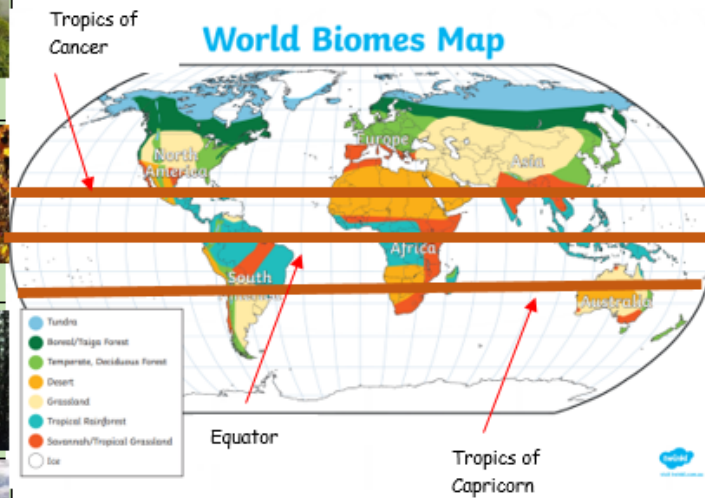 Tropics of
Cancer
World Biomes Map
North
America
Europe
Asia
Africa
South
Australia
Tundra
Boreal/Taiga Forest
Temperate, Deciduous Forest
Desert
Grassland
Tropical Rainforest
Savannah/Tropical Grassland
Ice
Equator
Tropics of
Capricorn
twinkl